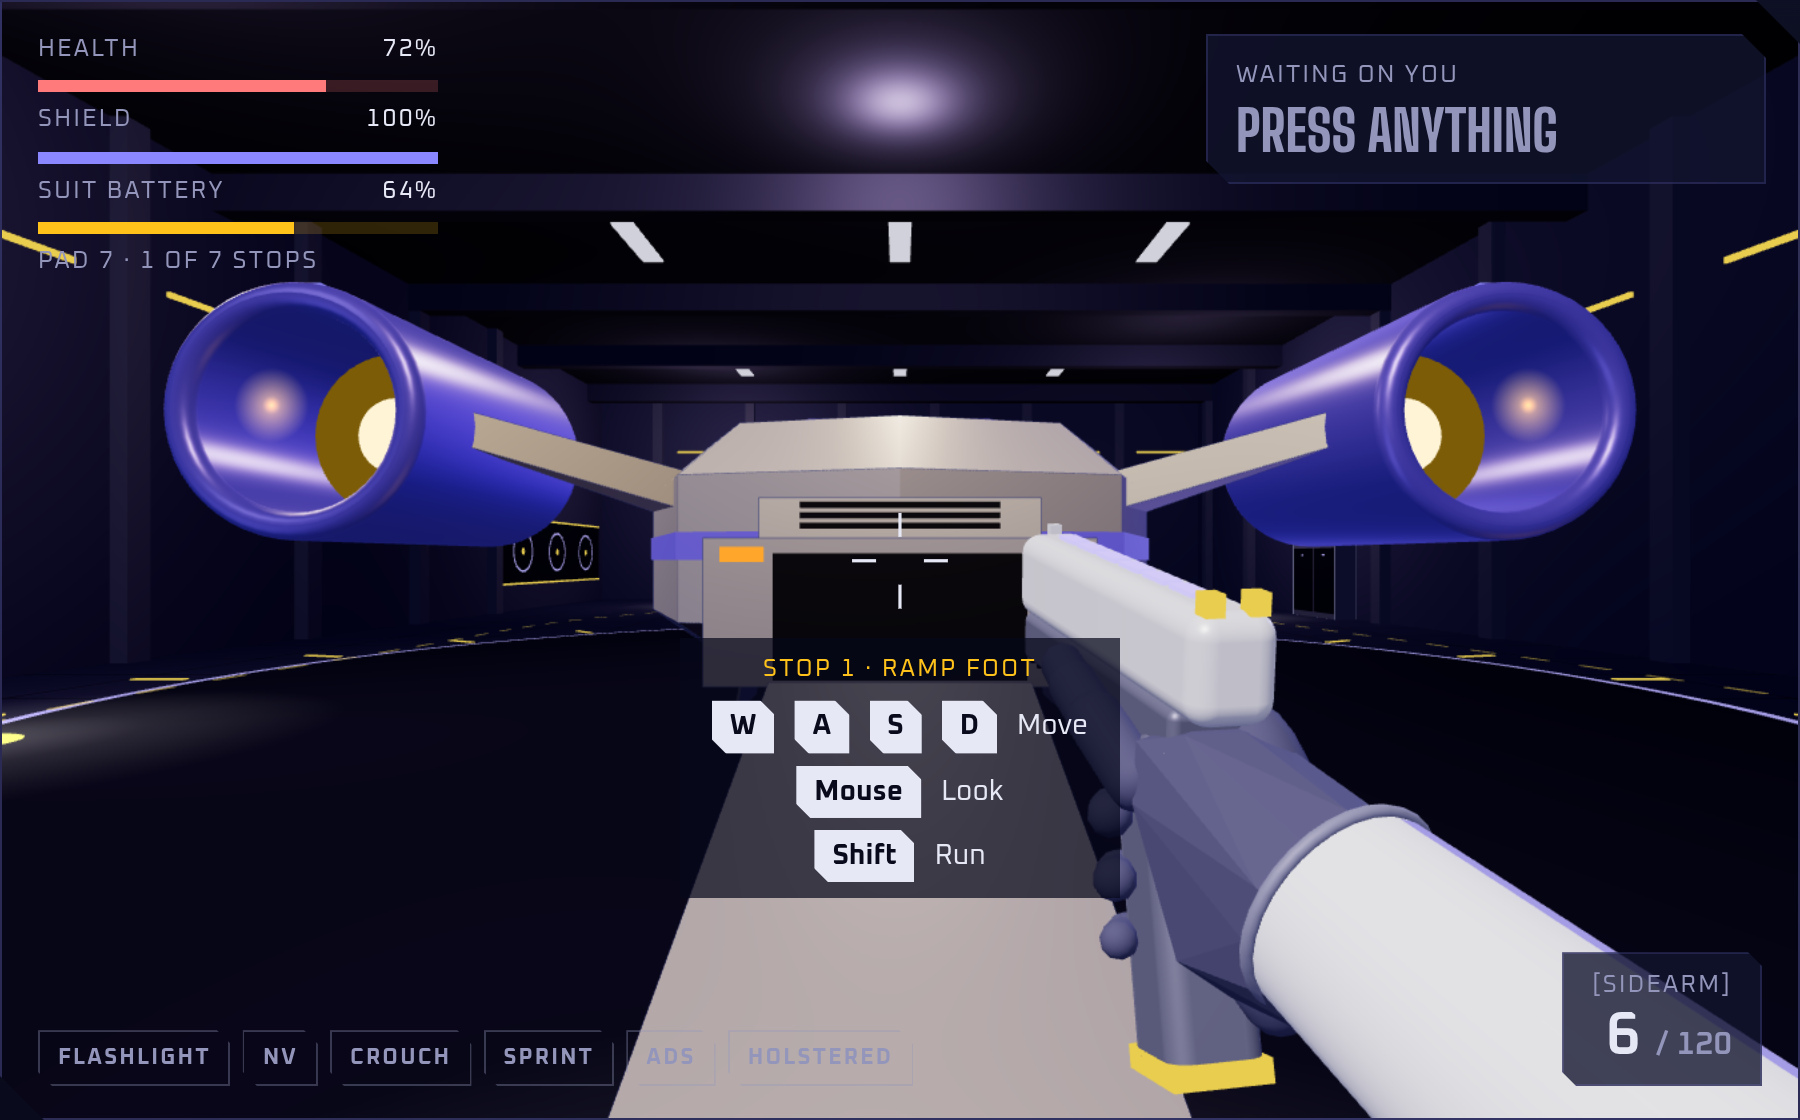 HEALTH 72%
SHIELD 100%
SUIT BATTERY 64%
PAD 7 · 1 OF 7 STOPS
WAITING ON YOU
PRESS ANYTHING
STOP 1 · RAMP FOOT
W A S D Move
Mouse Look
Shift Run
FLASHLIGHT NV CROUCH SPRINT ADS HOLSTERED
[SIDEARM]
6 / 120